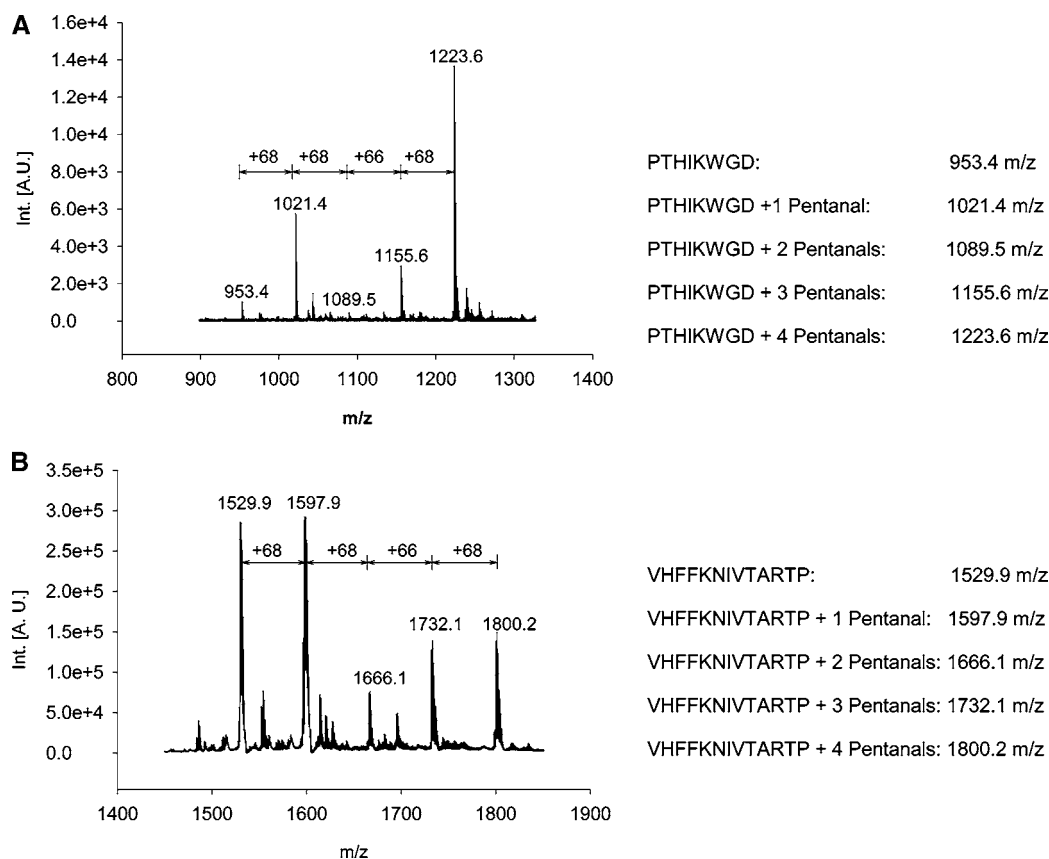 A
Int. [A.U.]
1.6e+4
1.4e+4
1.2e+4
1.0e+4
8.0e+3
6.0e+3
4.0e+3
2.0e+3
0.0
1223.6
+68 +68 +66 +68
1021.4
1155.6
953.4
1089.5
800 900 1000 1100 1200 1300 1400
m/z
PTHIKWGD: 953.4 m/z
PTHIKWGD +1 Pentanal: 1021.4 m/z
PTHIKWGD + 2 Pentanals: 1089.5 m/z
PTHIKWGD + 3 Pentanals: 1155.6 m/z
PTHIKWGD + 4 Pentanals: 1223.6 m/z
B
Int. [A. U.]
3.5e+5
3.0e+5
2.5e+5
2.0e+5
1.5e+5
1.0e+5
5.0e+4
0.0
1529.9 1597.9
+68 +68 +66 +68
1732.1 1800.2
1666.1
1400 1500 1600 1700 1800 1900
m/z
VHFFKNIVTARTP: 1529.9 m/z
VHFFKNIVTARTP + 1 Pentanal: 1597.9 m/z
VHFFKNIVTARTP + 2 Pentanals: 1666.1 m/z
VHFFKNIVTARTP + 3 Pentanals: 1732.1 m/z
VHFFKNIVTARTP + 4 Pentanals: 1800.2 m/z